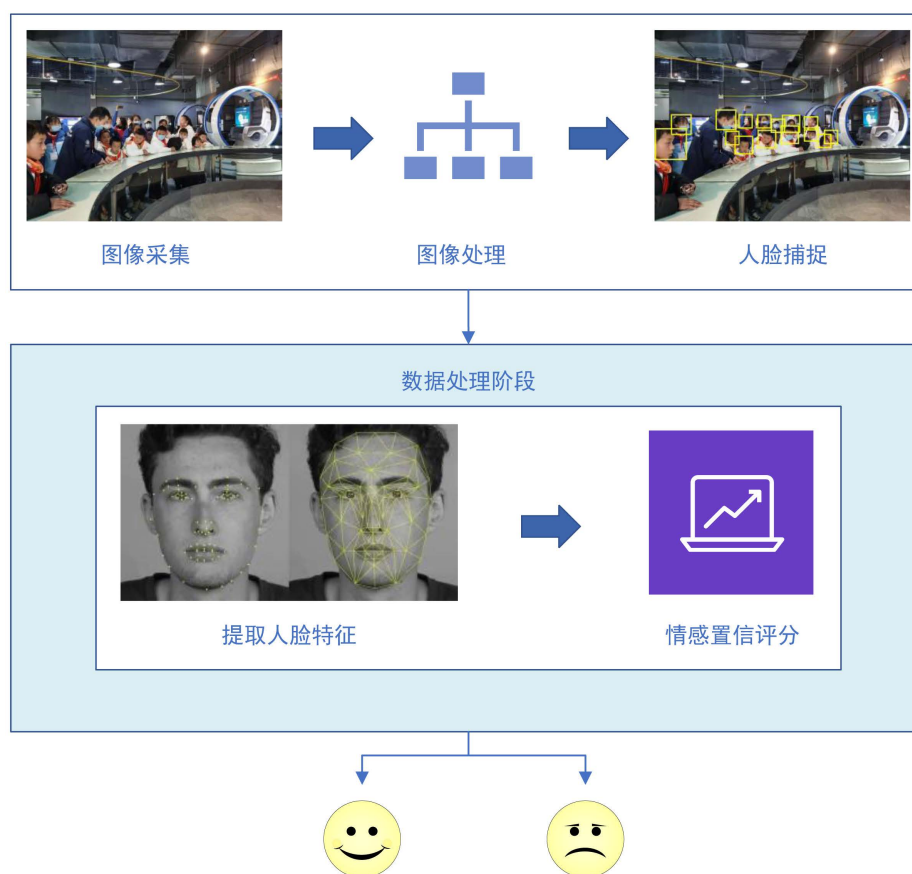 图像采集
图像处理
人脸捕捉
数据处理阶段
提取人脸特征
情感置信评分